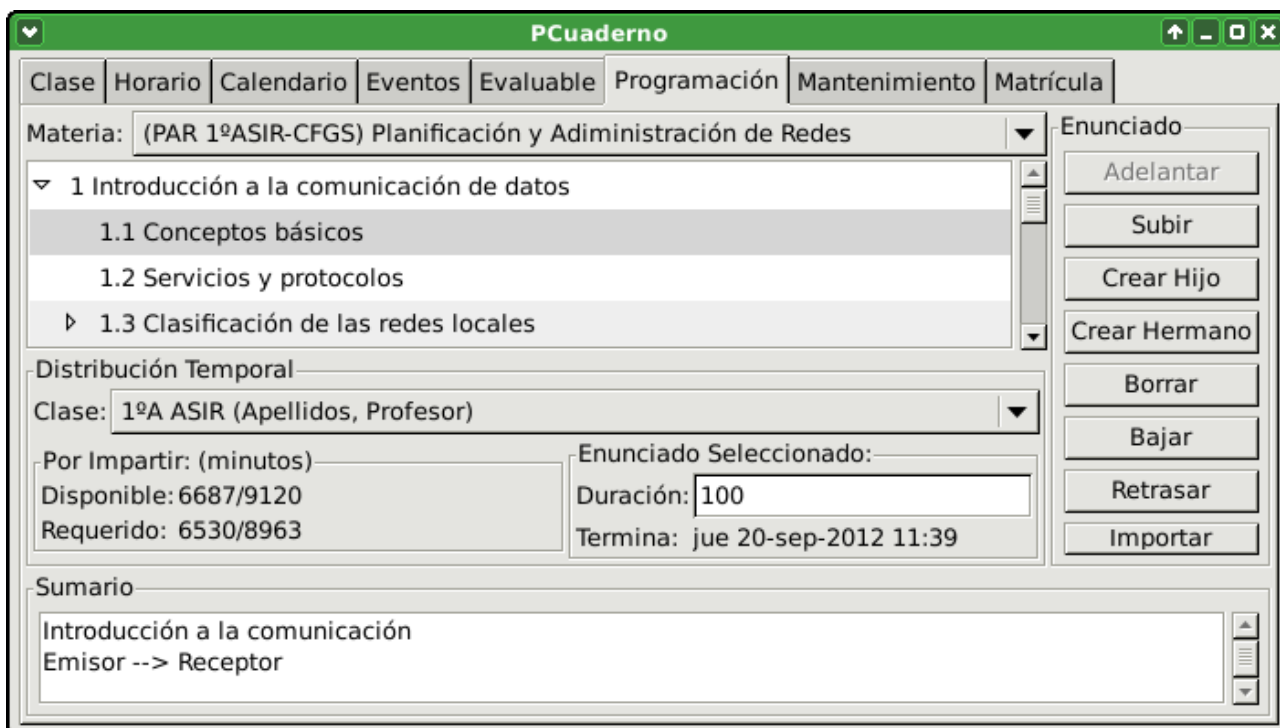 PCuaderno
Clase Horario Calendario Eventos Evaluable Programación Mantenimiento Matrícula
Materia: (PAR 1ºASIR-CFGS) Planificación y Adiministración de Redes
1 Introducción a la comunicación de datos
1.1 Conceptos básicos
1.2 Servicios y protocolos
1.3 Clasificación de las redes locales
Enunciado
Adelantar
Subir
Crear Hijo
Crear Hermano
Borrar
Bajar
Retrasar
Importar
Distribución Temporal
Clase: 1ºA ASIR (Apellidos, Profesor)
Por Impartir: (minutos)
Disponible: 6687/9120
Requerido: 6530/8963
Enunciado Seleccionado:
Duración: 100
Termina: jue 20-sep-2012 11:39
Sumario
Introducción a la comunicación
Emisor --> Receptor